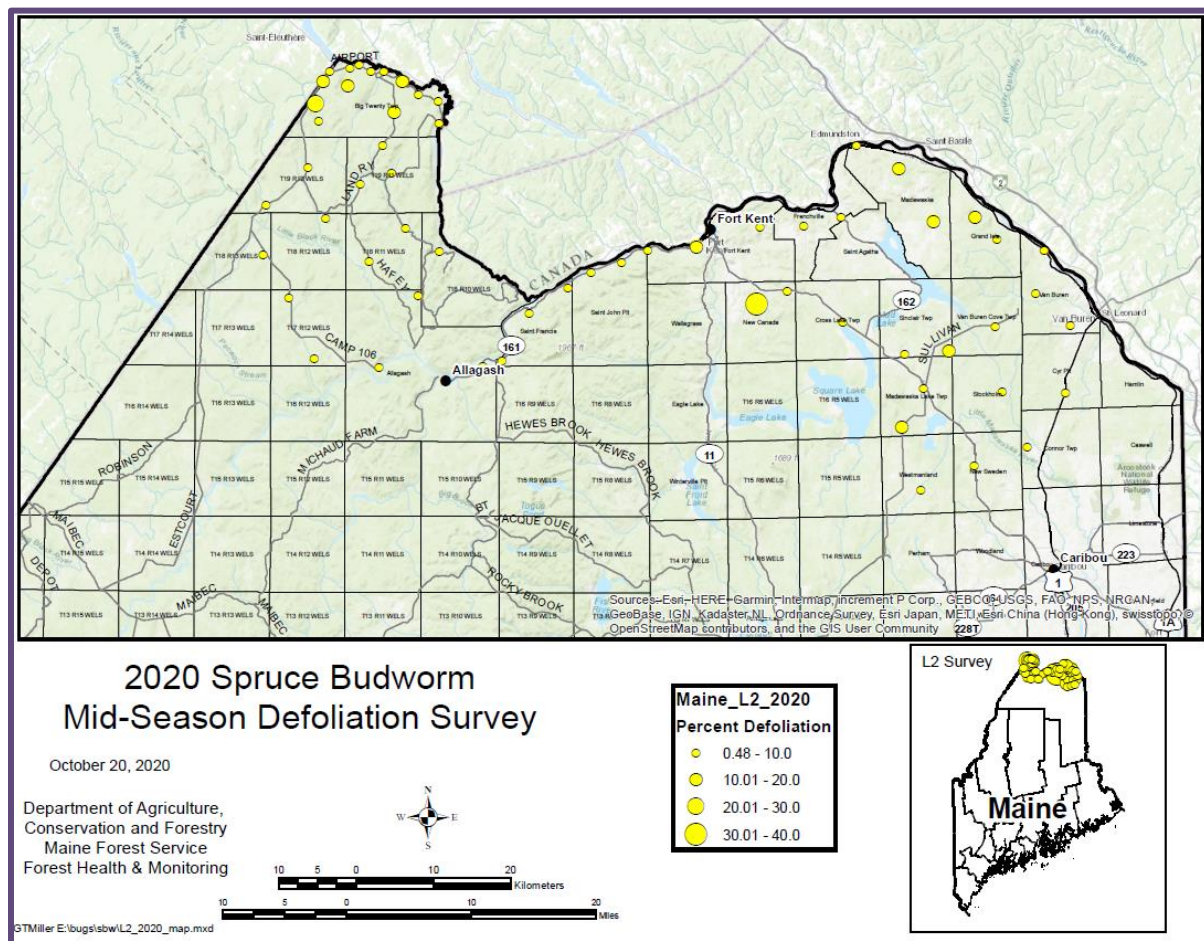 Saint-Eleuthère
AIRPORT
Big Twenty Twp
Edmundston
Saint-Basile
2
T19 R12 WELS
LANDRY
Madawaska
Fort Kent
Frenchville
Grand Isle
Fort Kent
Little Black River
CANADA
Saint Agatha
T18 R13 WELS
T18 R12 WELS
T18 R11 WELS
HAFEY
T18 R10 WELS
162
Van Buren
St Leonard
T17 R14 WELS
T17 R13 WELS
T17 R12 WELS
Saint Francis
Saint John Plt
Wallagrass
New Canada
Cross Lake Twp
Sinclair Twp
Van Buren Cove Twp
Van Buren
CAMP 106
161
SULLIVAN
Allagash
Allagash
Cyr Plt
Hamlin
T16 R14 WELS
T16 R13 WELS
T16 R9 WELS
T16 R8 WELS
Eagle Lake
Eagle Lake
Square Lake
T16 R5 WELS
Madawaska Lake Twp
Stockholm
HEWES BROOK
HEWES BROOK
MICHAUD FARM
ROBINSON
11
1689 ft
Connor Twp
Caswell
T15 R15 WELS
T15 R14 WELS
T15 R13 WELS
T15 R12 WELS
T15 R11 WELS
T15 R10 WELS
T15 R9 WELS
T15 R8 WELS
Winterville Plt
T15 R6 WELS
T15 R5 WELS
Westmanland
New Sweden
Aroostook National Wildlife Refuge
Saint Froid Lake
MAIBEC
ESTCOURT
JACQUE OUELLET
Limestone
T14 R15 WELS
T14 R14 WELS
T14 R13 WELS
T14 R12 WELS
T14 R11 WELS
T14 R10 WELS
T14 R9 WELS
T14 R8 WELS
T14 R7 WELS
T14 R6 WELS
T14 R5 WELS
Perham
Woodland
Caribou
223
DEPOT
ROCKY BROOK
1
MAIBEC
MAIBEC
T13 R15 WELS
T13 R14 WELS
T13 R13 WELS
T13 R12 WELS
T13 R11 WELS
T13 R10 WELS
Sources: Esri, HERE, Garmin, Intermap, increment P Corp., GEBCO, USGS, FAO, NPS, NRCAN,
GeoBase, IGN, Kadaster NL, Ordnance Survey, Esri Japan, METI, Esri China (Hong Kong), swisstopo, ©
OpenStreetMap contributors, and the GIS User Community
228T
1A
2020 Spruce Budworm
Mid-Season Defoliation Survey
October 20, 2020
Department of Agriculture,
Conservation and Forestry
Maine Forest Service
Forest Health & Monitoring
N
W E
S
10 5 0 10 20
Kilometers
10 5 0 10 20
Miles
GTMiller E:\bugs\sbw\L2_2020_map.mxd
Maine_L2_2020
Percent Defoliation
0.48 - 10.0
10.01 - 20.0
20.01 - 30.0
30.01 - 40.0
L2 Survey
Maine